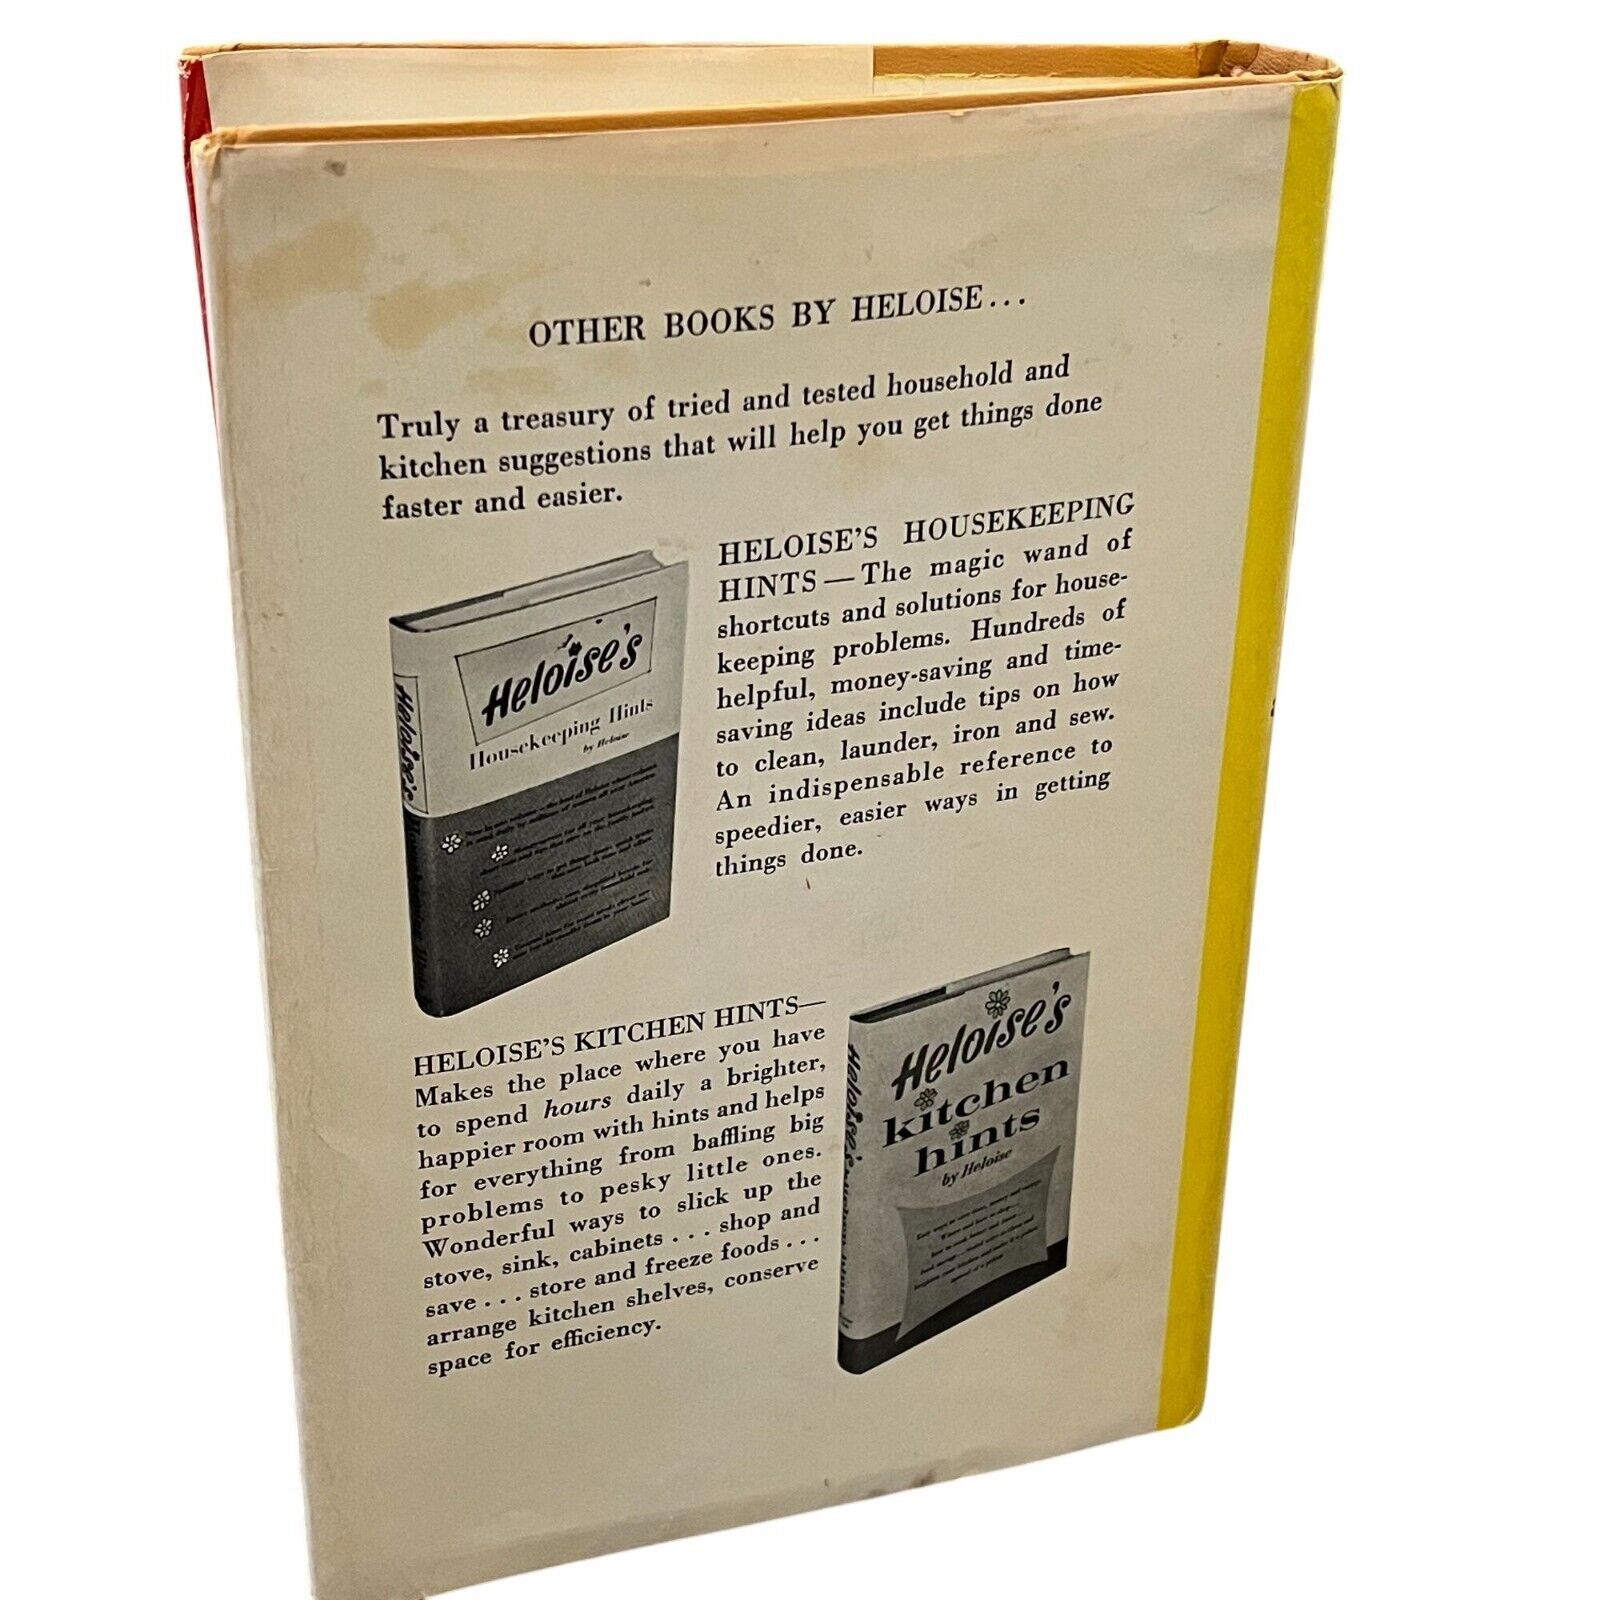 OTHER BOOKS BY HELOISE...
Truly a treasury of tried and tested household and
kitchen suggestions that will help you get things done
faster and easier.
HELOISE'S HOUSEKEEPING
HINTS — The magic wand of
shortcuts and solutions for house-
keeping problems. Hundreds of
helpful, money-saving and time-
saving ideas include tips on how
to clean, launder, iron and sew.
An indispensable reference to
speedier, easier ways in getting
things done.
Heloise's
Housekeeping Hints
by Heloise
Heloise's
HELOISE'S KITCHEN HINTS—
Makes the place where you have
to spend hours daily a brighter,
happier room with hints and helps
for everything from baffling big
problems to pesky little ones.
Wonderful ways to slick up the
stove, sink, cabinets . . . shop and
save . . . store and freeze foods . . .
arrange kitchen shelves, conserve
space for efficiency.
Heloise's
kitchen
hints
by Heloise
Heloise's